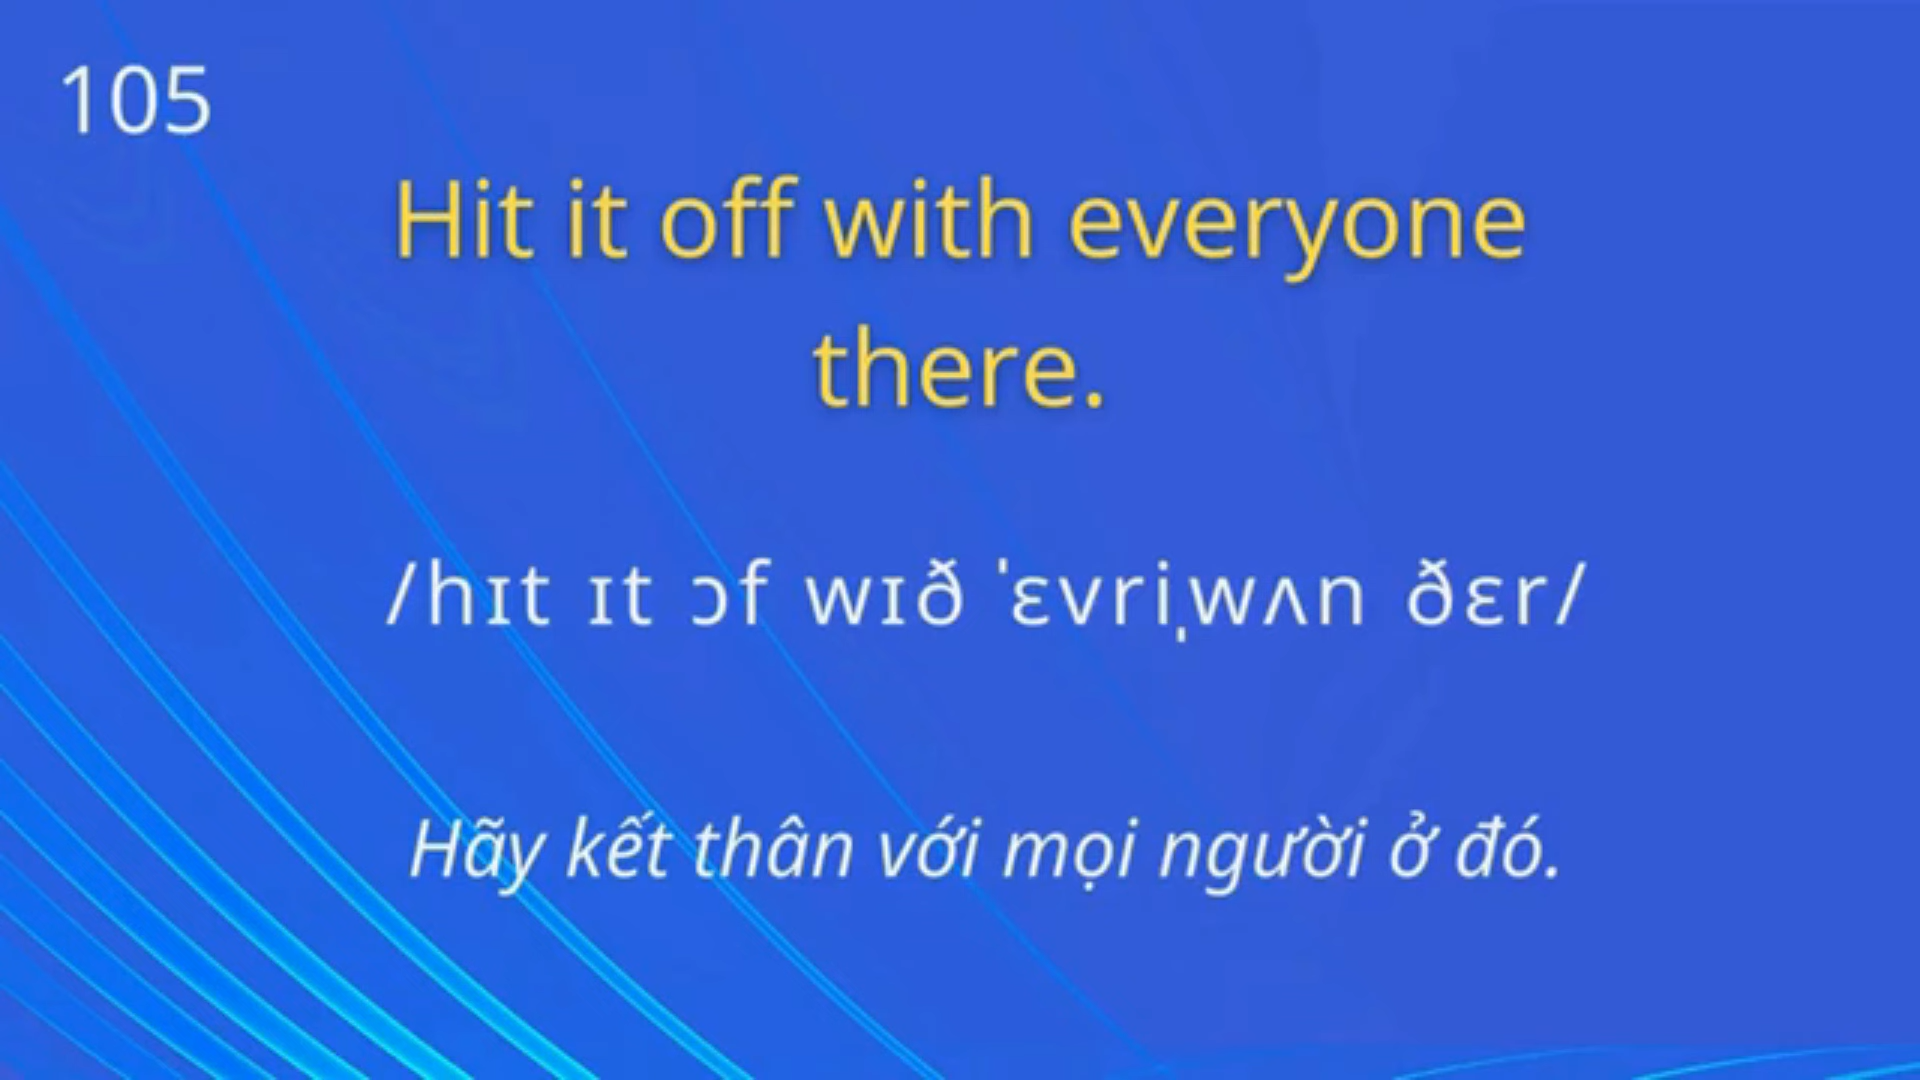 105
Hit it off with everyone
there.
/hɪt ɪt ɔf wɪð ˈɛvriˌwʌn ðɛr/
Hãy kết thân với mọi người ở đó.